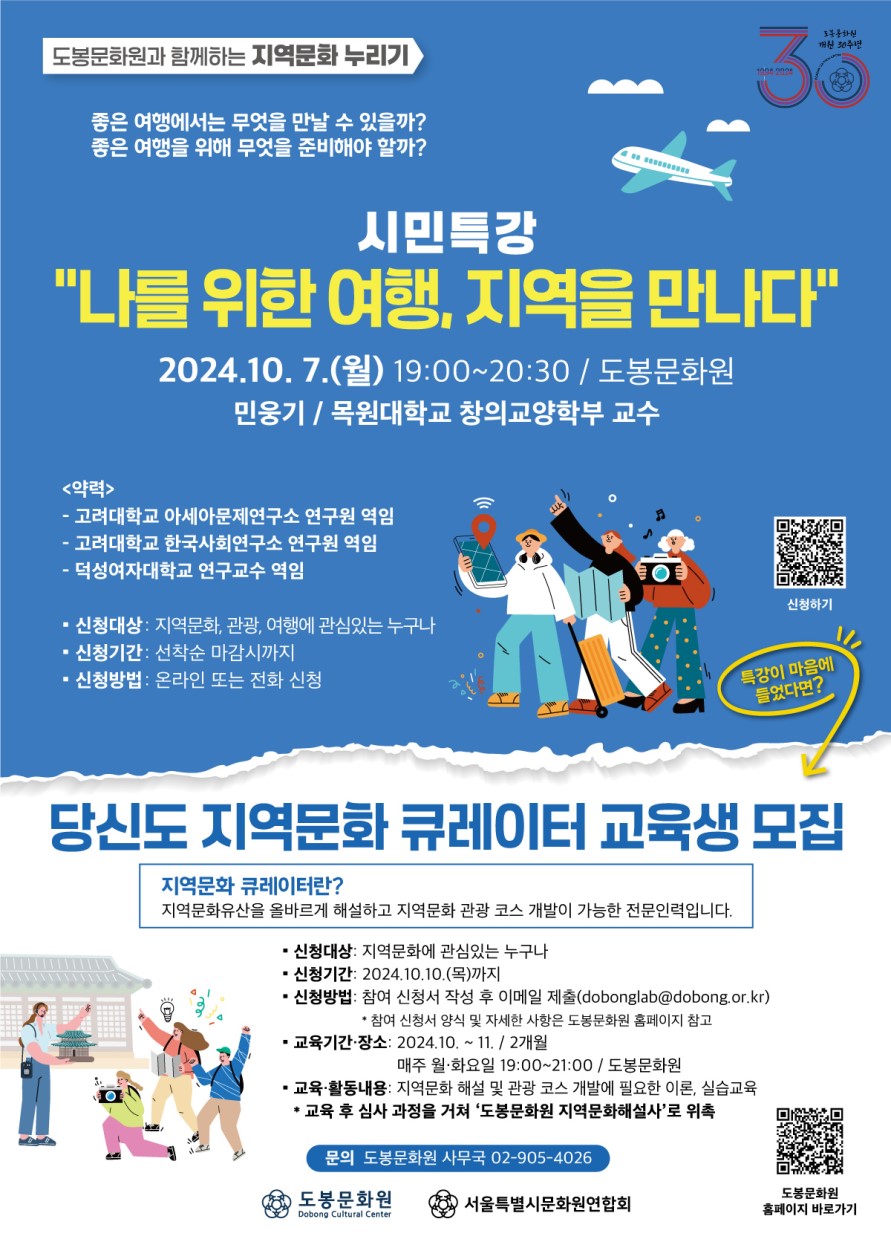 도봉문화원과 함께하는 지역문화 누리기
도봉문화원
개원 30주년
30
1994-2024
좋은 여행에서는 무엇을 만날 수 있을까?
좋은 여행을 위해 무엇을 준비해야 할까?
시민특강
"나를 위한 여행, 지역을 만나다"
2024.10. 7.(월) 19:00~20:30 / 도봉문화원
민웅기 / 목원대학교 창의교양학부 교수
<약력>
- 고려대학교 아세아문제연구소 연구원 역임
- 고려대학교 한국사회연구소 연구원 역임
- 덕성여자대학교 연구교수 역임
▪ 신청대상: 지역문화, 관광, 여행에 관심있는 누구나
▪ 신청기간: 선착순 마감시까지
▪ 신청방법: 온라인 또는 전화 신청
신청하기
특강이 마음에
들었다면?
당신도 지역문화 큐레이터 교육생 모집
지역문화 큐레이터란?
지역문화유산을 올바르게 해설하고 지역문화 관광 코스 개발이 가능한 전문인력입니다.
▪ 신청대상: 지역문화에 관심있는 누구나
▪ 신청기간: 2024.10.10.(목)까지
▪ 신청방법: 참여 신청서 작성 후 이메일 제출(dobonglab@dobong.or.kr)
* 참여 신청서 양식 및 자세한 사항은 도봉문화원 홈페이지 참고
▪ 교육기간·장소: 2024.10. ~ 11. / 2개월
매주 월·화요일 19:00~21:00 / 도봉문화원
▪ 교육·활동내용: 지역문화 해설 및 관광 코스 개발에 필요한 이론, 실습교육
* 교육 후 심사 과정을 거쳐 '도봉문화원 지역문화해설사'로 위촉
문의 도봉문화원 사무국 02-905-4026
도봉문화원
Dobong Cultural Center
서울특별시문화원연합회
도봉문화원
홈페이지 바로가기